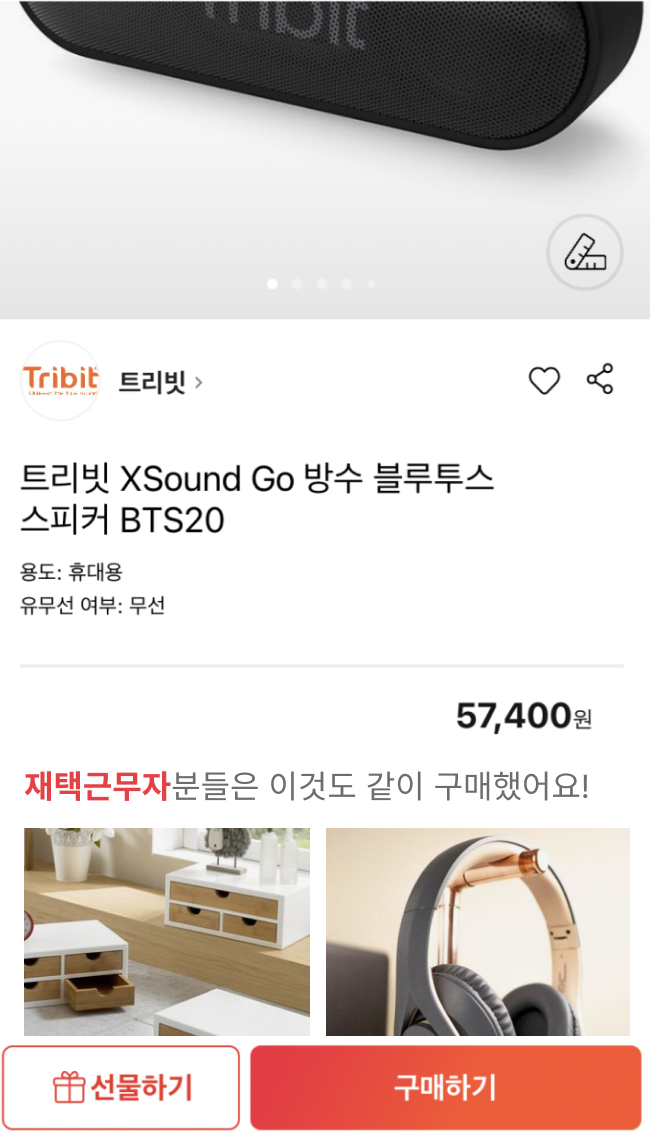 Tribit
Tribit
트리빗
트리빗 XSound Go 방수 블루투스
스피커 BTS20
용도: 휴대용
유무선 여부: 무선
57,400원
재택근무자분들은 이것도 같이 구매했어요!
선물하기
구매하기